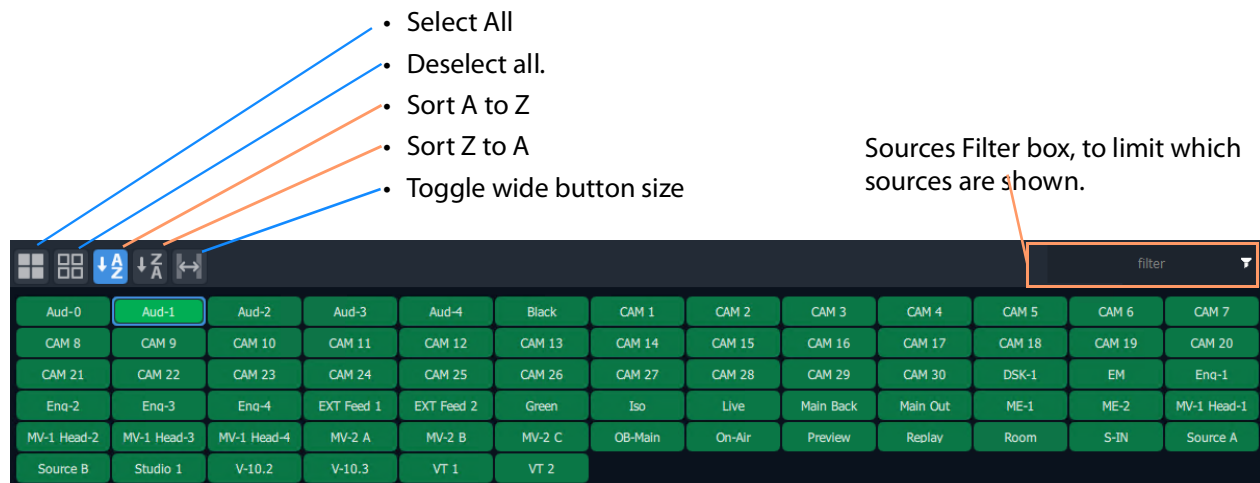 • Select All
• Deselect all.
• Sort A to Z
• Sort Z to A
• Toggle wide button size
Sources Filter box, to limit which
sources are shown.
A Z Z A filter
Aud-0 Aud-1 Aud-2 Aud-3 Aud-4 Black CAM 1 CAM 2 CAM 3 CAM 4 CAM 5 CAM 6 CAM 7
CAM 8 CAM 9 CAM 10 CAM 11 CAM 12 CAM 13 CAM 14 CAM 15 CAM 16 CAM 17 CAM 18 CAM 19 CAM 20
CAM 21 CAM 22 CAM 23 CAM 24 CAM 25 CAM 26 CAM 27 CAM 28 CAM 29 CAM 30 DSK-1 EM Eng-1
Eng-2 Eng-3 Eng-4 EXT Feed 1 EXT Feed 2 Green Iso Live Main Back Main Out ME-1 ME-2 MV-1 Head-1
MV-1 Head-2 MV-1 Head-3 MV-1 Head-4 MV-2 A MV-2 B MV-2 C OB-Main On-Air Preview Replay Room S-IN Source A
Source B Studio 1 V-10.2 V-10.3 VT 1 VT 2